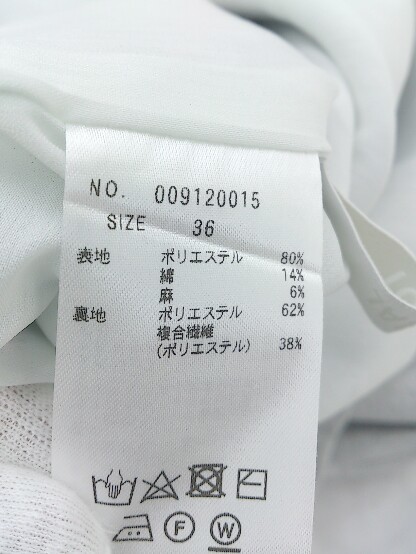 NO. 009120015
SIZE 36
表地 ポリエステル 80%
綿 14%
麻 6%
裏地 ポリエステル 62%
複合繊維
(ポリエステル) 38%
F W